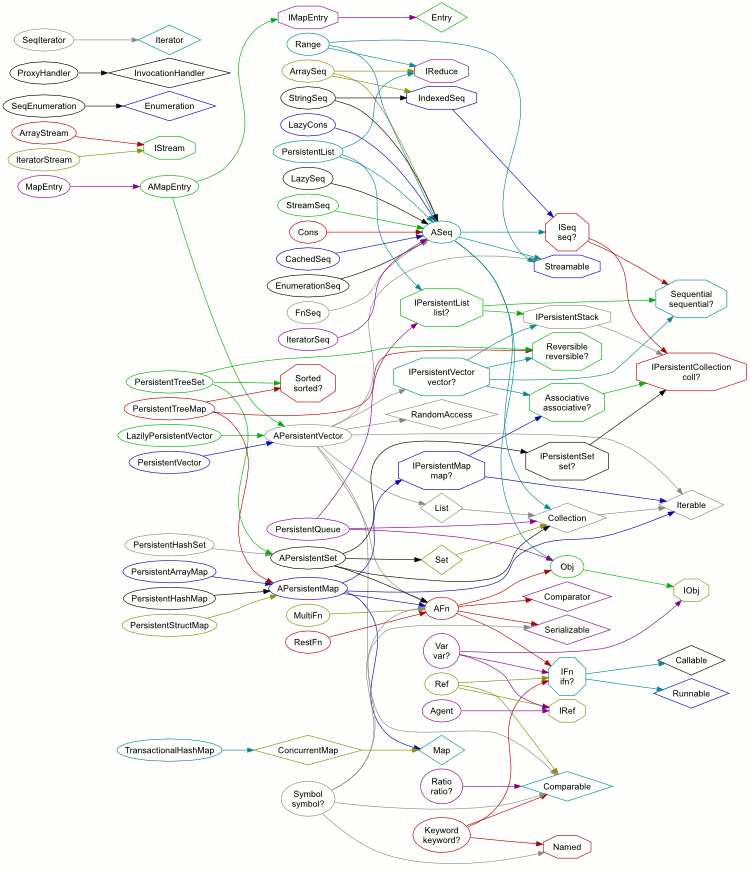 IMapEntry
Entry
SeqIterator
Iterator
Range
ProxyHandler
InvocationHandler
ArraySeq
IReduce
StringSeq
IndexedSeq
SeqEnumeration
Enumeration
LazyCons
ArrayStream
IStream
PersistentList
IteratorStream
MapEntry
AMapEntry
LazySeq
StreamSeq
Cons
ASeq
ISeq
seq?
CachedSeq
Streamable
EnumerationSeq
IPersistentList
list?
Sequential
sequential?
FnSeq
IPersistentStack
IteratorSeq
Reversible
reversible?
IPersistentVector
vector?
IPersistentCollection
coll?
PersistentTreeSet
Sorted
sorted?
Associative
associative?
PersistentTreeMap
RandomAccess
LazilyPersistentVector
APersistentVector
PersistentVector
IPersistentMap
map?
IPersistentSet
set?
List
Iterable
Collection
PersistentQueue
PersistentHashSet
APersistentSet
Set
Obj
PersistentArrayMap
APersistentMap
IObj
PersistentHashMap
Comparator
MultiFn
AFn
PersistentStructMap
Serializable
RestFn
Var
var?
Callable
IFn
ifn?
Ref
Runnable
Agent
IRef
TransactionalHashMap
ConcurrentMap
Map
Ratio
ratio?
Comparable
Symbol
symbol?
Keyword
keyword?
Named